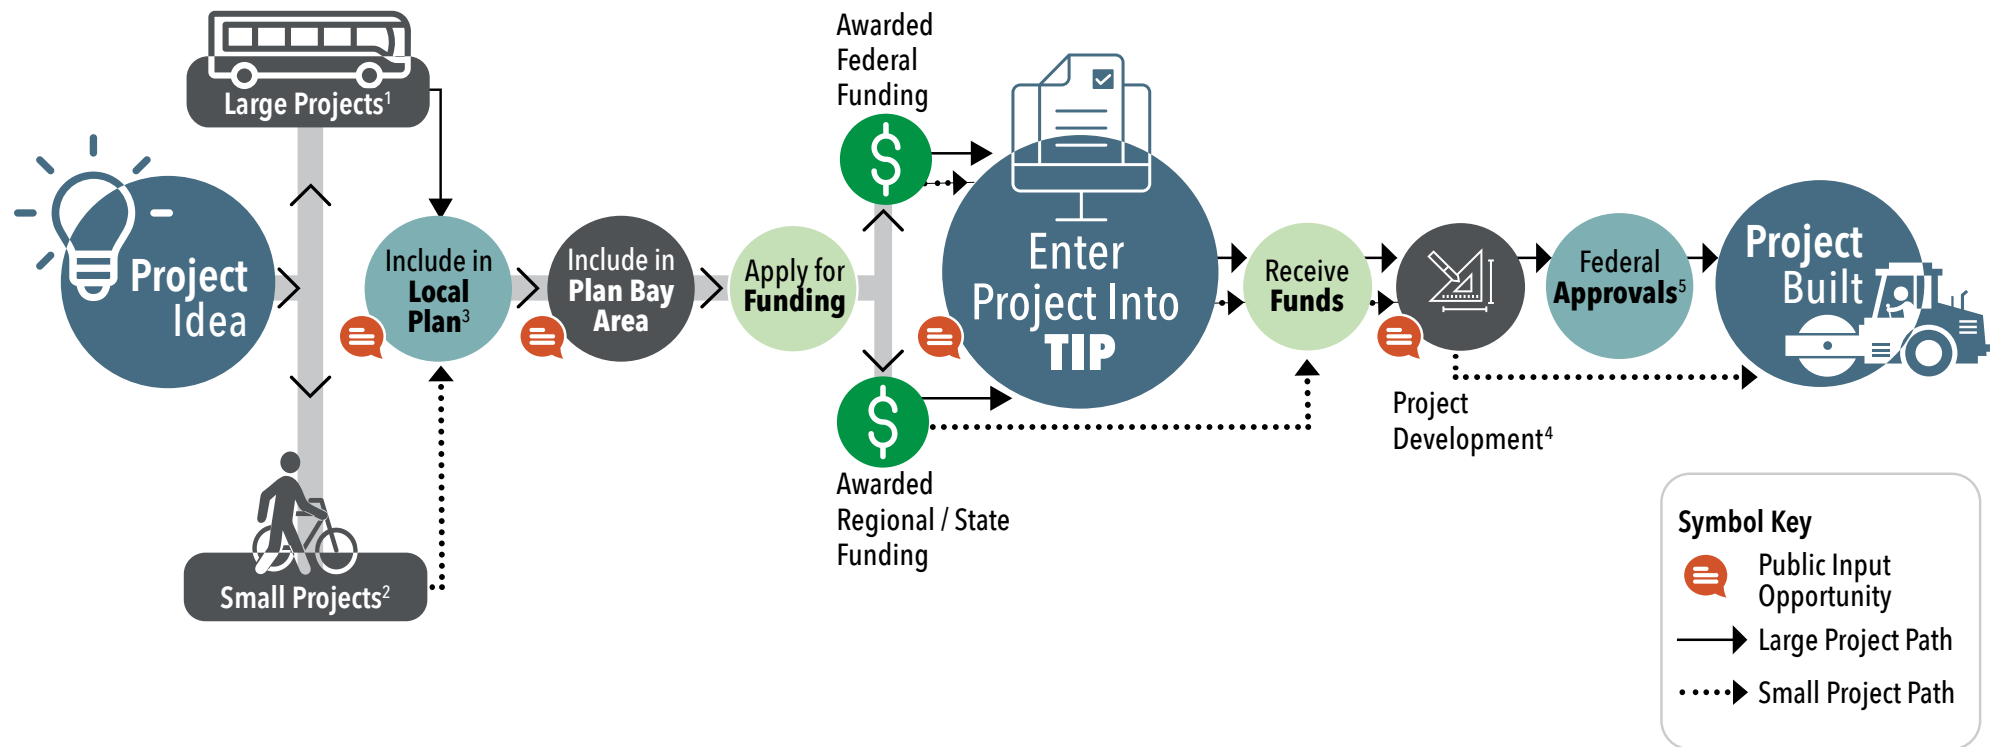 Large Projects¹
Project
Idea
Small Projects²
Include in
Local
Plan³
Include in
Plan Bay
Area
Apply for
Funding
Awarded
Federal
Funding
Awarded
Regional / State
Funding
Enter
Project Into
TIP
Receive
Funds
Project
Development⁴
Federal
Approvals⁵
Project
Built
Symbol Key
Public Input
Opportunity
Large Project Path
Small Project Path